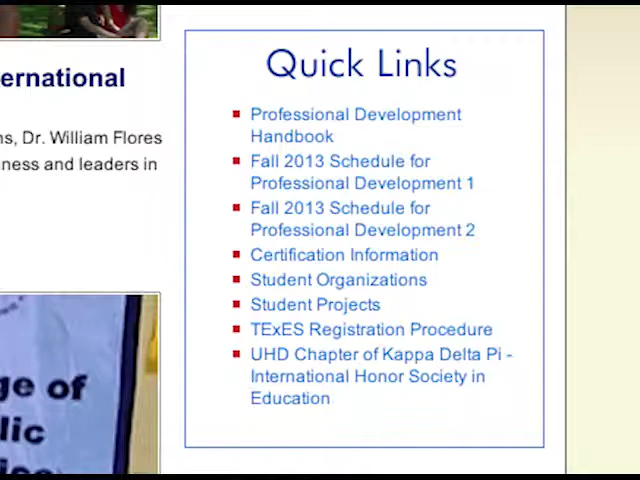 Quick Links
ernational
ns, Dr. William Flores
ness and leaders in
Professional Development
Handbook
Fall 2013 Schedule for
Professional Development 1
Fall 2013 Schedule for
Professional Development 2
Certification Information
Student Organizations
Student Projects
TExES Registration Procedure
UHD Chapter of Kappa Delta Pi -
International Honor Society in
Education
ge of
lic